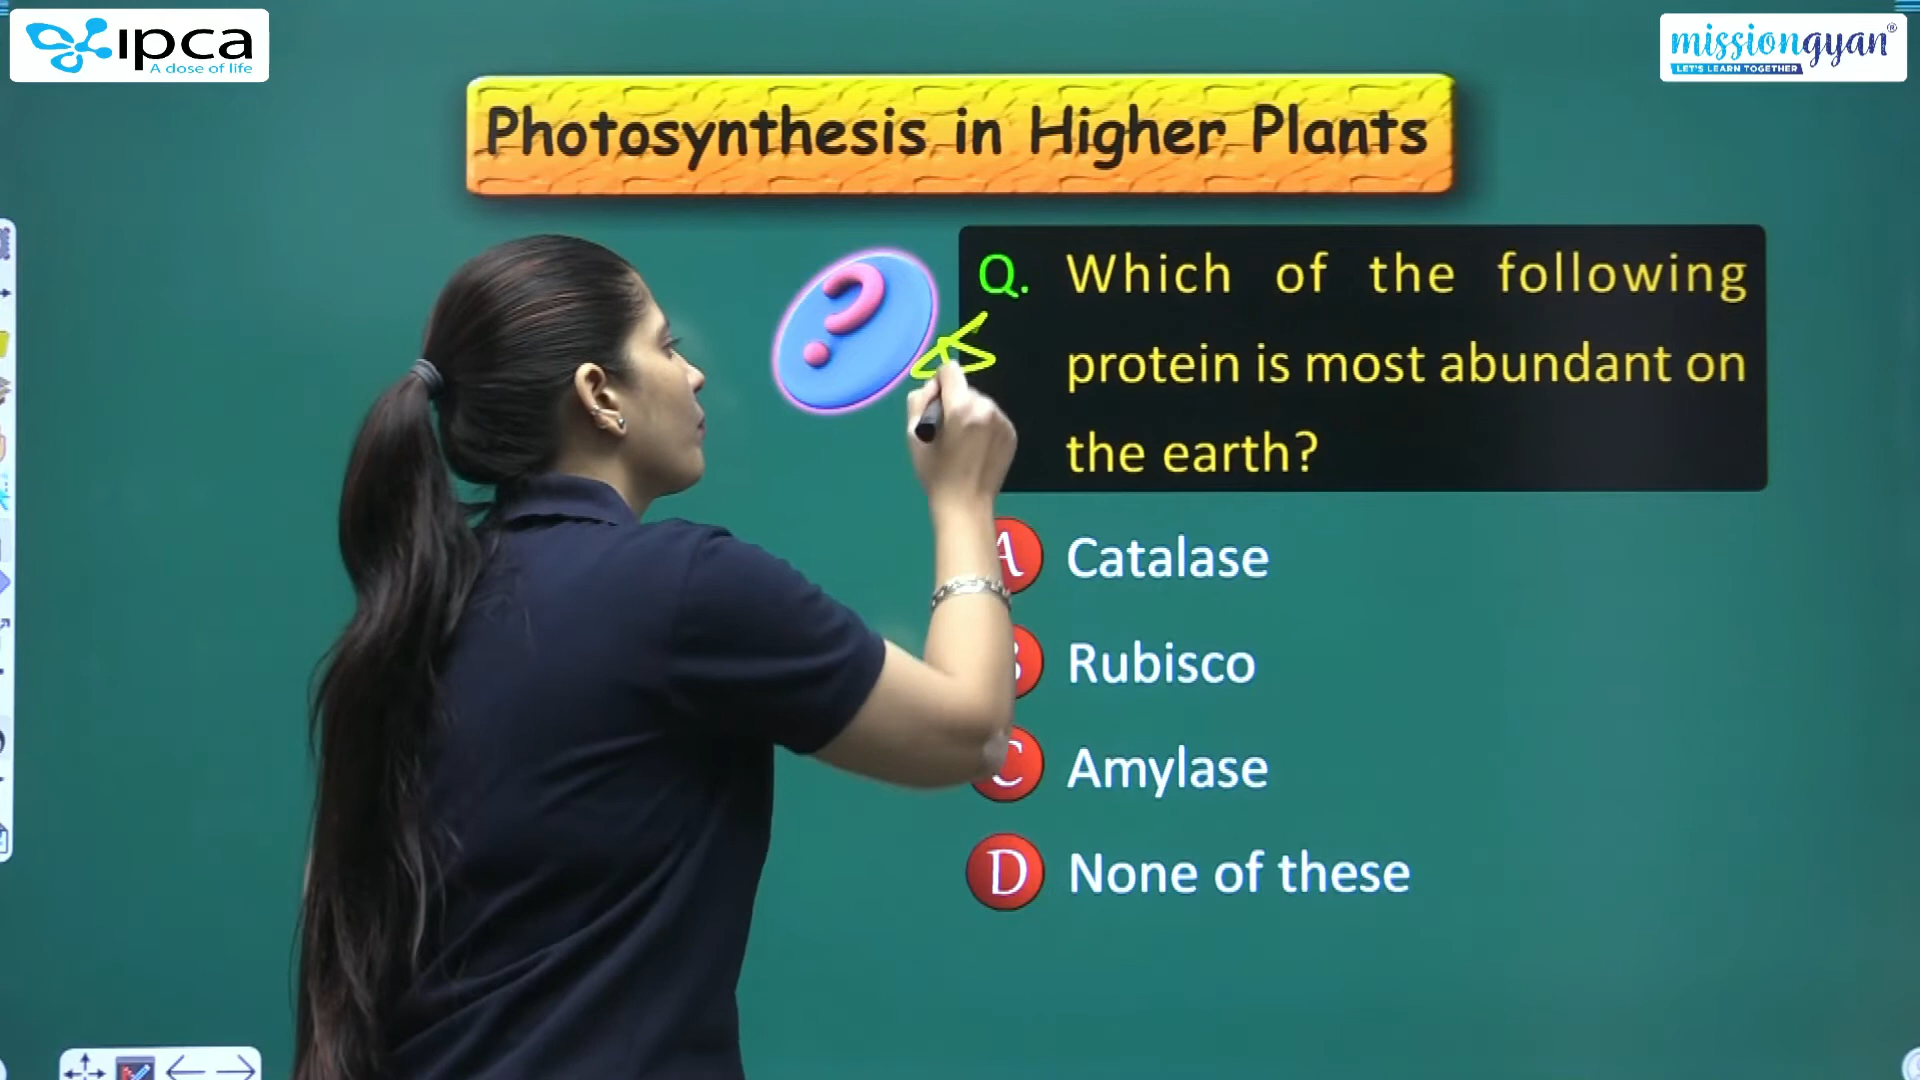 ipca
A dose of life
missiongyan®
LET'S LEARN TOGETHER
Photosynthesis in Higher Plants
Q. Which of the following
protein is most abundant on
the earth?
A Catalase
B Rubisco
C Amylase
D None of these